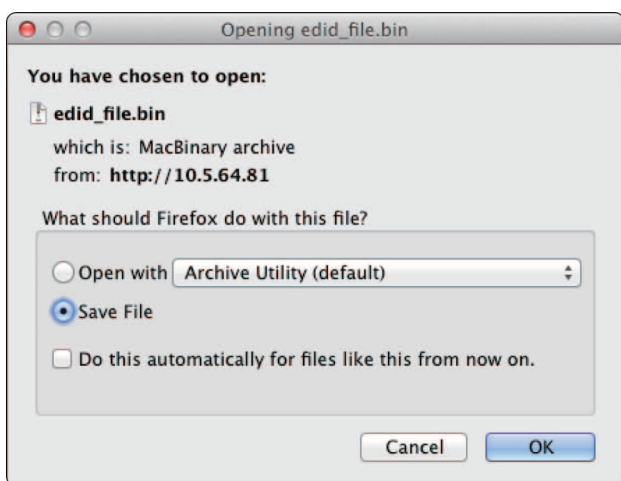 Opening edid_file.bin
You have chosen to open:
edid_file.bin
which is: MacBinary archive
from: http://10.5.64.81
What should Firefox do with this file?
Open with Archive Utility (default)
Save File
Do this automatically for files like this from now on.
Cancel OK